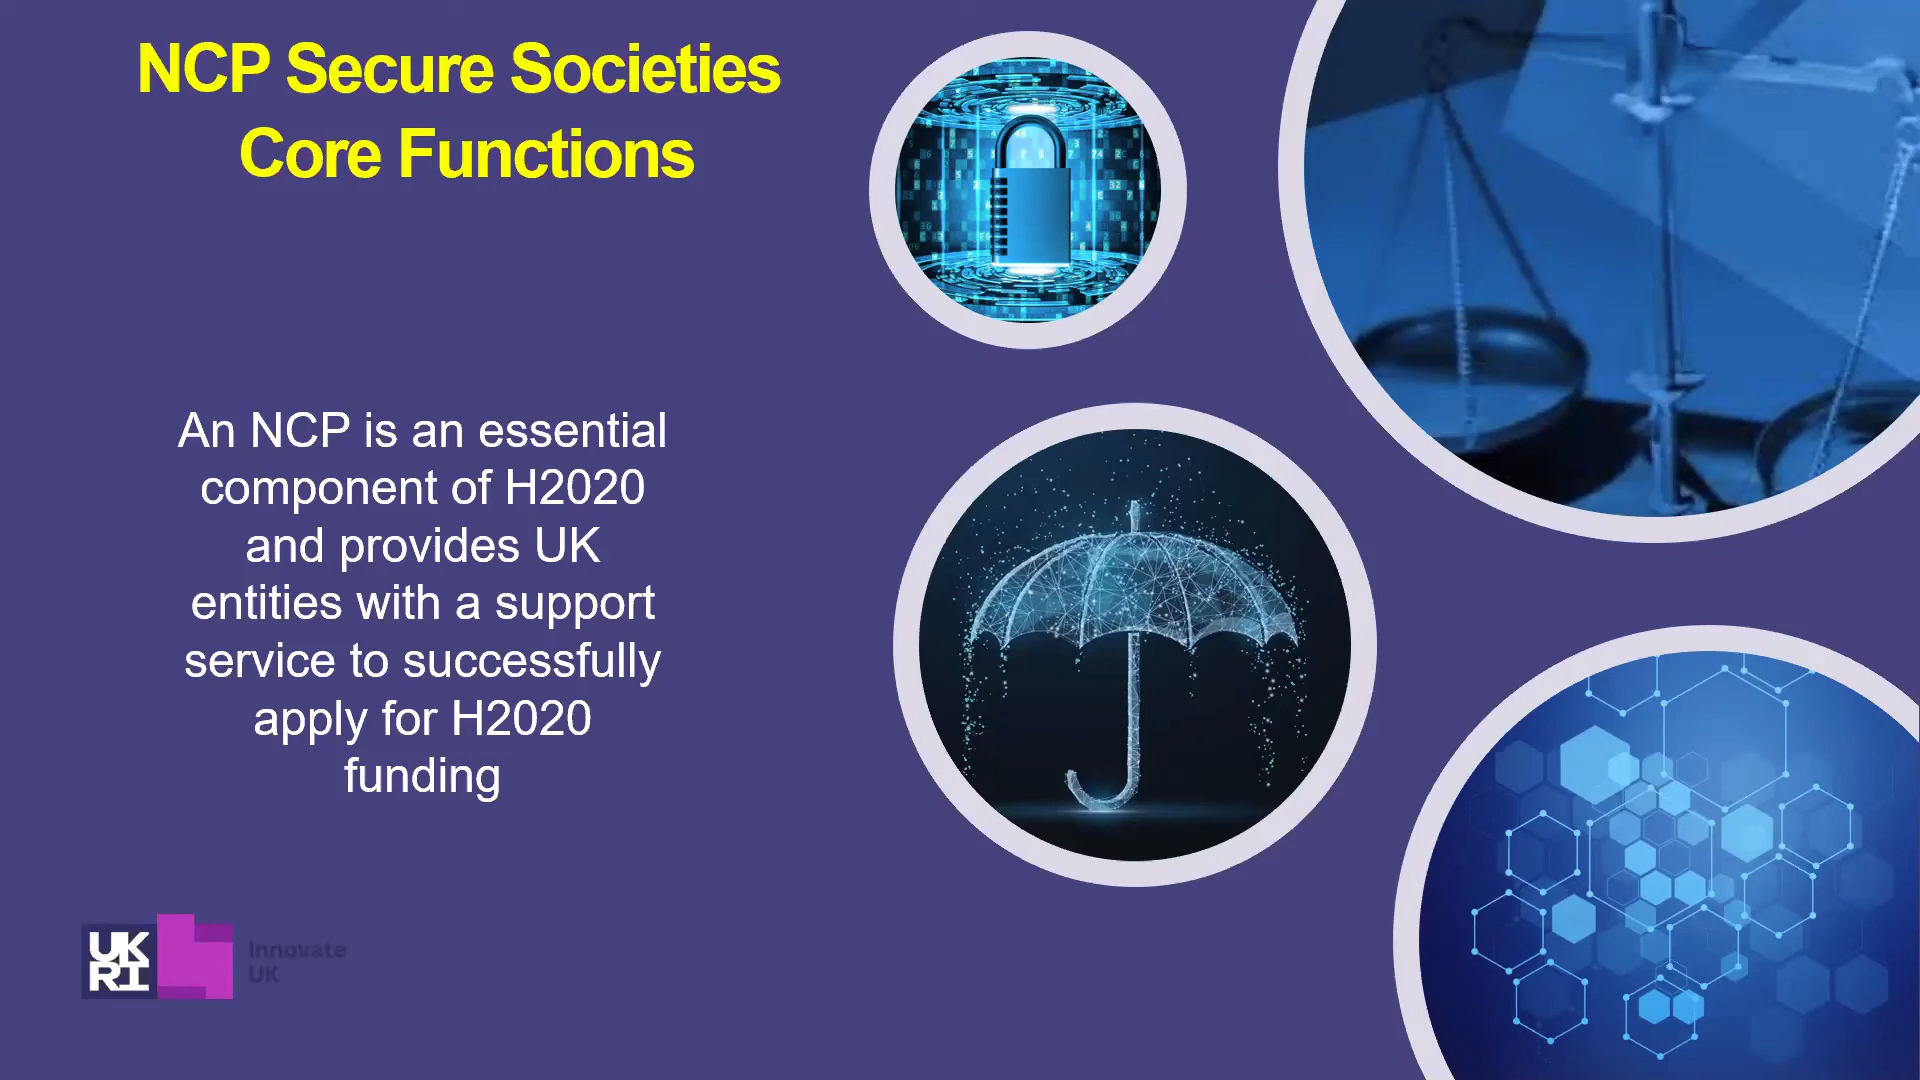 NCP Secure Societies
Core Functions
An NCP is an essential
component of H2020
and provides UK
entities with a support
service to successfully
apply for H2020
funding
UK
RI
Innovate
UK